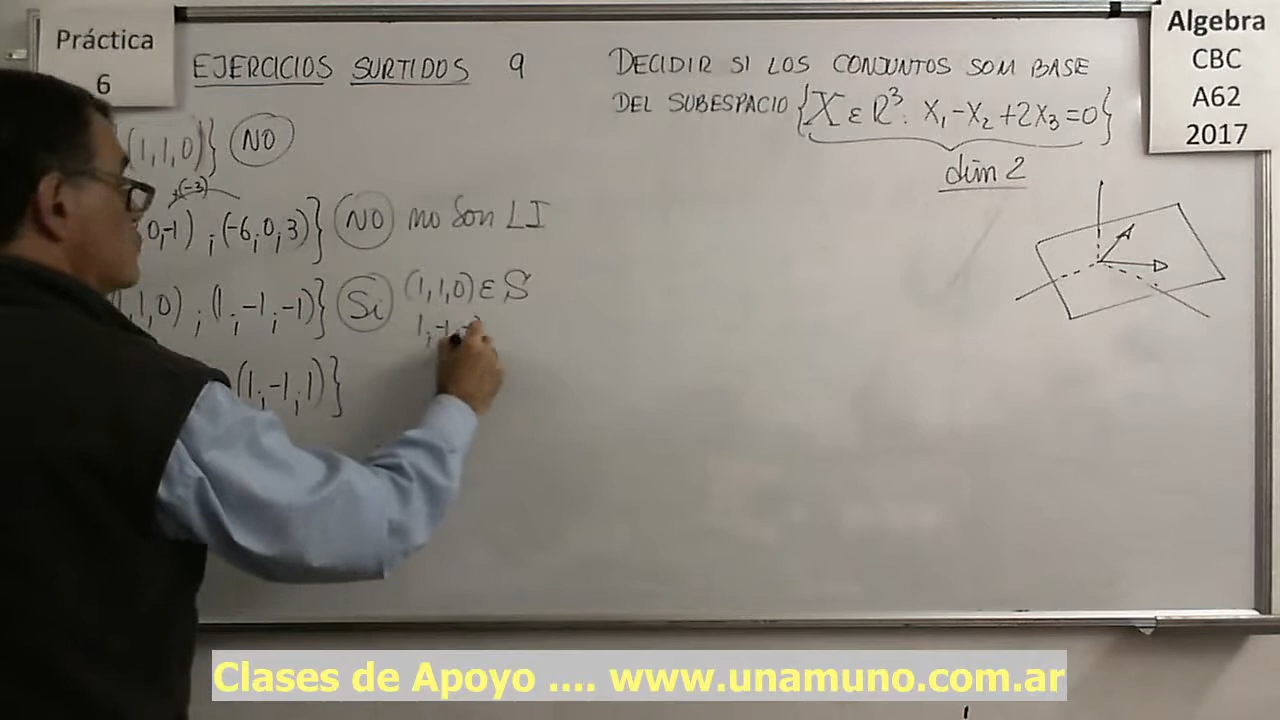 Práctica
6
EJERCICIOS SURTIDOS 9
DECIDIR SI LOS CONJUNTOS SON BASE
DEL SUBESPACIO {X ε R³: X₁-X₂+2X₃=0}
dim 2
Algebra
CBC
A62
2017
(1,1,0)} NO
(-3)
0,-1) ; (-6,0,3)} NO no son LI
1,1,0) ; (1,-1,-1)} Si (1,1,0) ε S
1;-1;-
(1,-1,1)}
Clases de Apoyo .... www.unamuno.com.ar